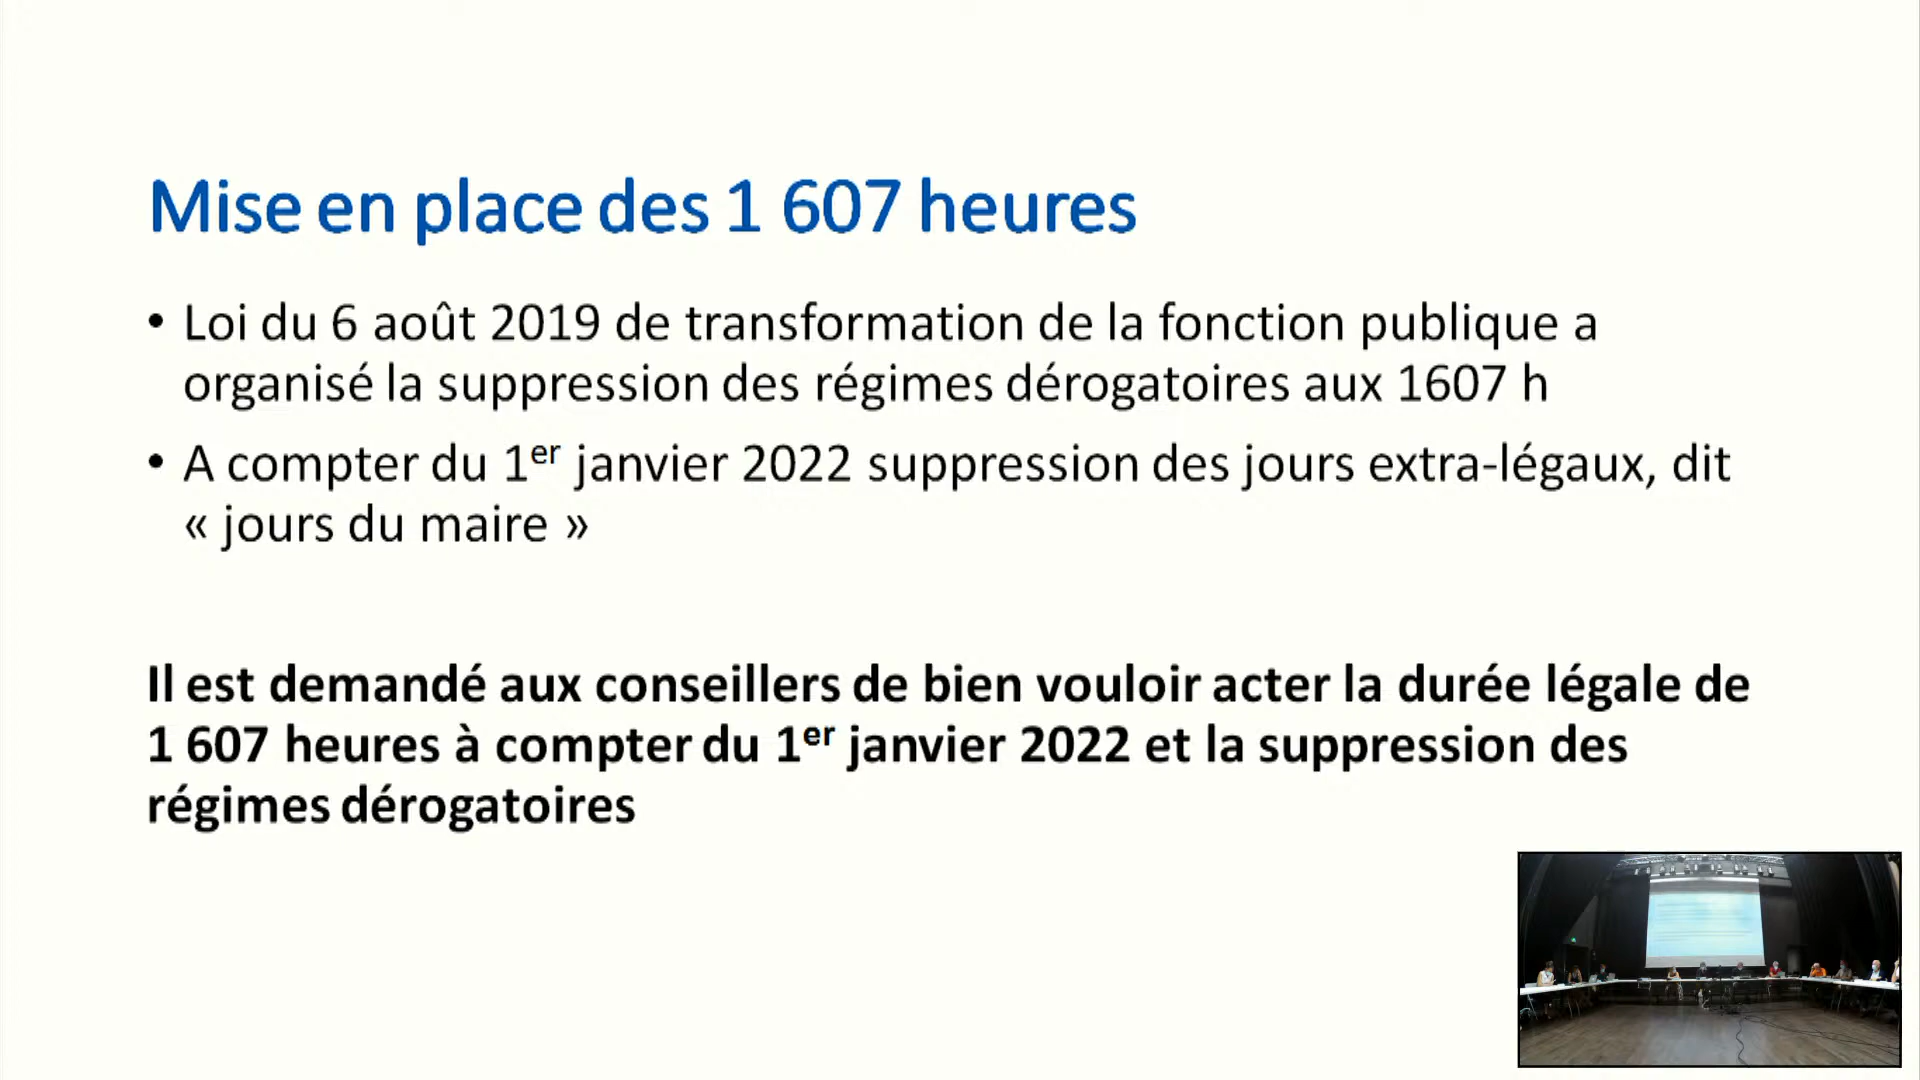 Mise en place des 1 607 heures
• Loi du 6 août 2019 de transformation de la fonction publique a
organisé la suppression des régimes dérogatoires aux 1607 h
• A compter du 1er janvier 2022 suppression des jours extra-légaux, dit
« jours du maire »
Il est demandé aux conseillers de bien vouloir acter la durée légale de
1 607 heures à compter du 1er janvier 2022 et la suppression des
régimes dérogatoires